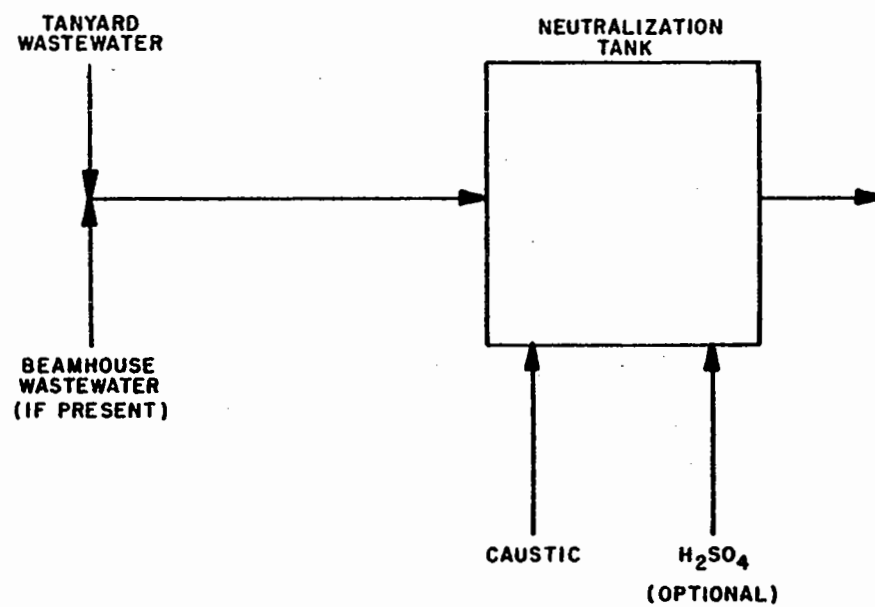 TANYARD
WASTEWATER
NEUTRALIZATION
TANK
BEAMHOUSE
WASTEWATER
(IF PRESENT)
CAUSTIC
H₂SO₄
(OPTIONAL)